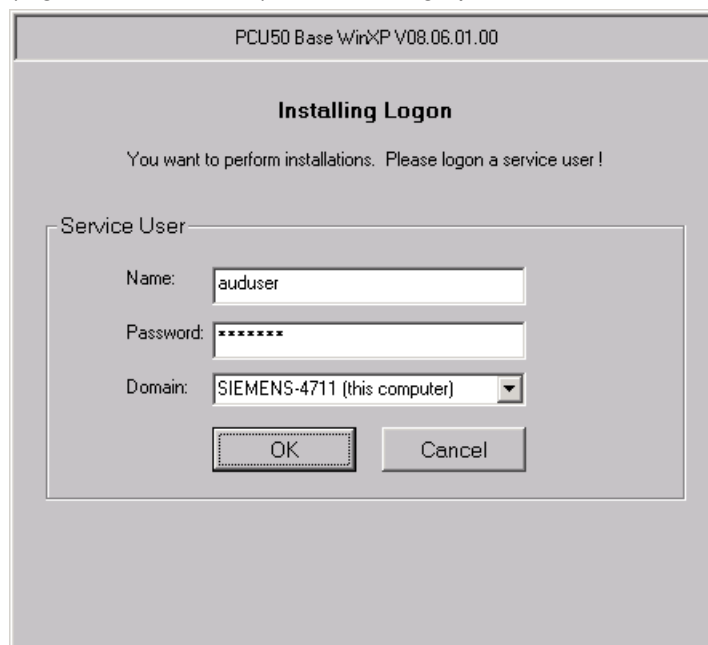 PCU50 Base WinXP V08.06.01.00
Installing Logon
You want to perform installations. Please logon a service user !
Service User
Name: auduser
Password: *******
Domain: SIEMENS-4711 (this computer)
OK Cancel